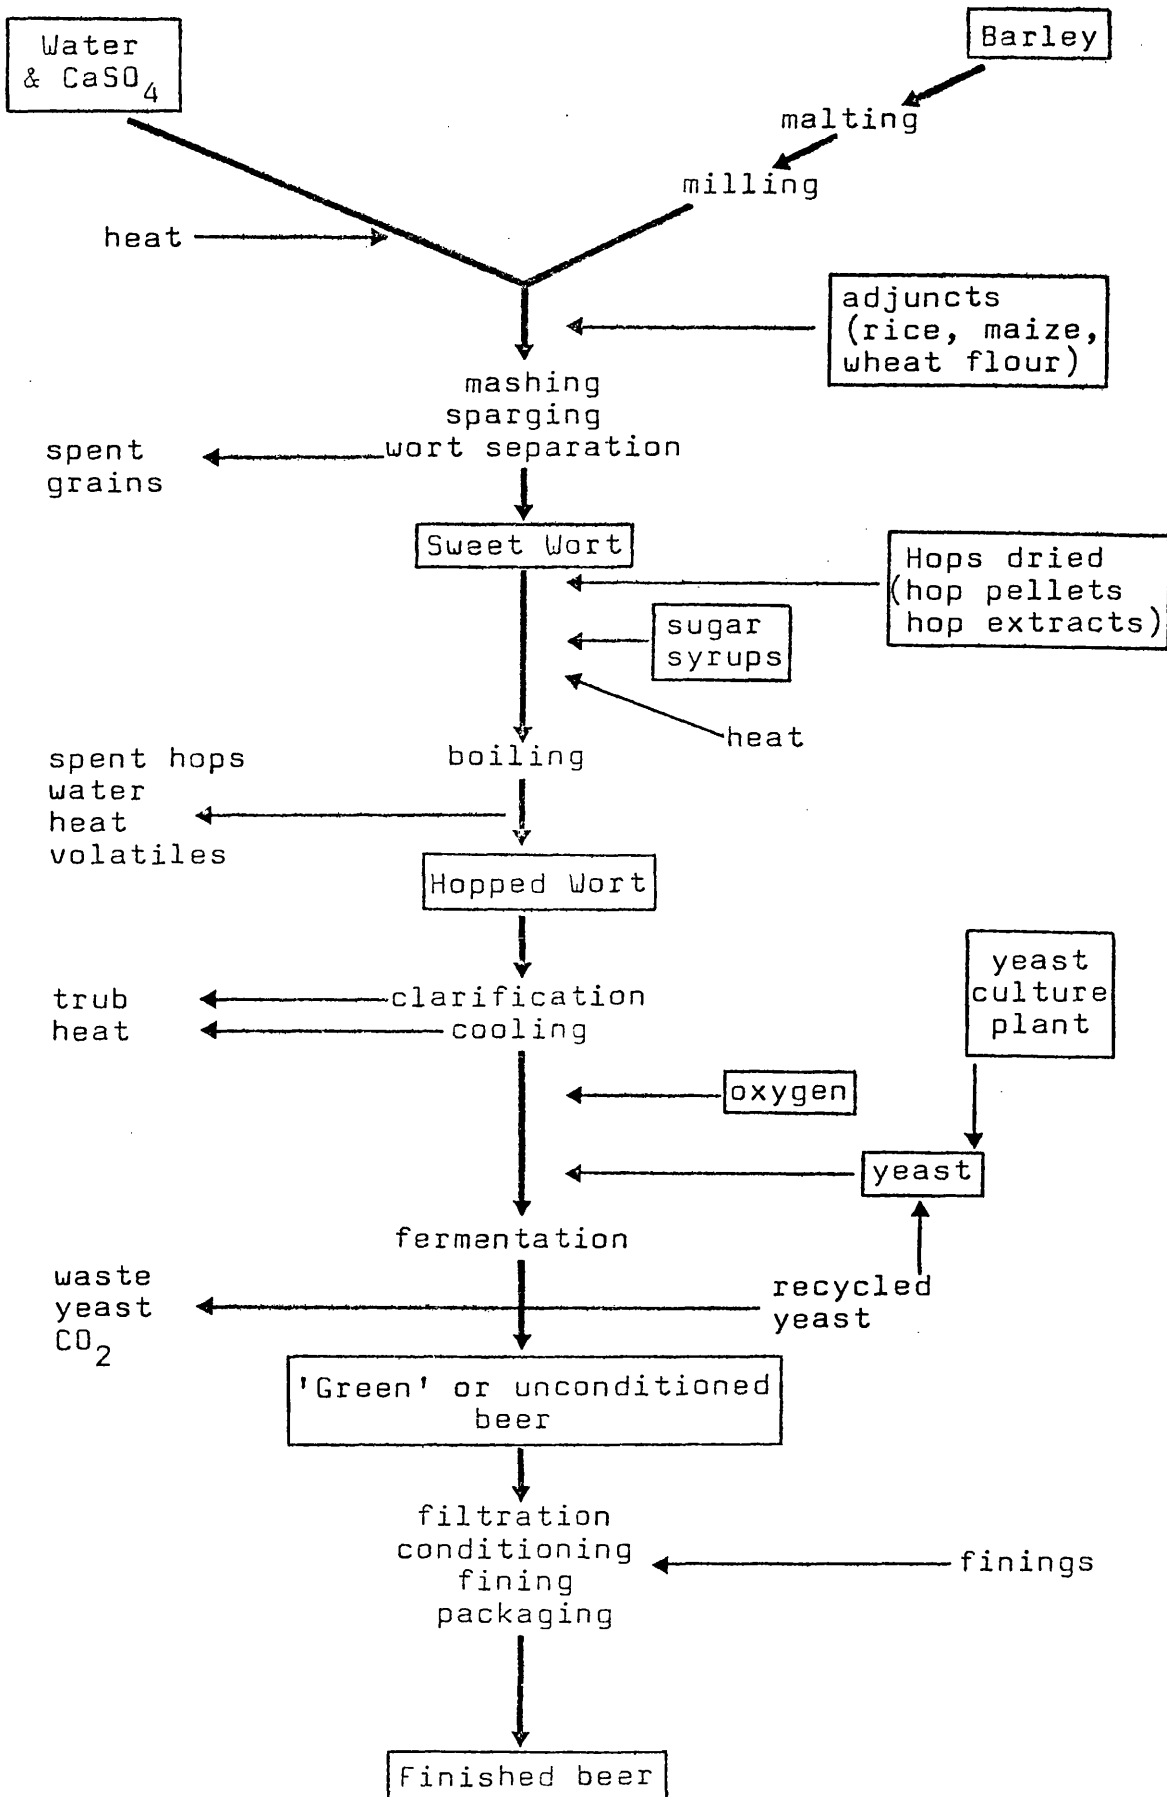 Water
& CaSO4
Barley
malting
milling
heat
adjuncts
(rice, maize,
wheat flour)
mashing
sparging
wort separation
spent
grains
Sweet Wort
Hops dried
(hop pellets
hop extracts)
sugar
syrups
heat
boiling
spent hops
water
heat
volatiles
Hopped Wort
yeast
culture
plant
trub
heat
clarification
cooling
oxygen
yeast
fermentation
waste
yeast
CO2
recycled
yeast
'Green' or unconditioned
beer
filtration
conditioning
fining
packaging
finings
Finished beer